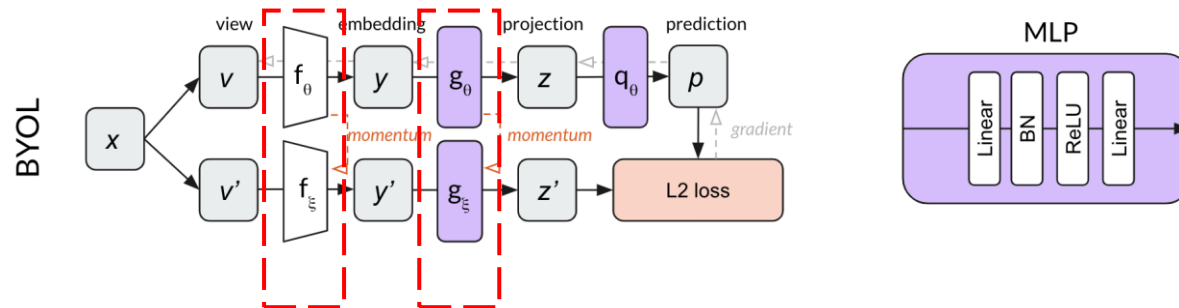 BYOL
view
embedding
projection
prediction
x
v
f_θ
y
g_θ
z
q_θ
p
momentum
momentum
gradient
v'
f_ξ
y'
g_ξ
z'
L2 loss
MLP
Linear
BN
ReLU
Linear